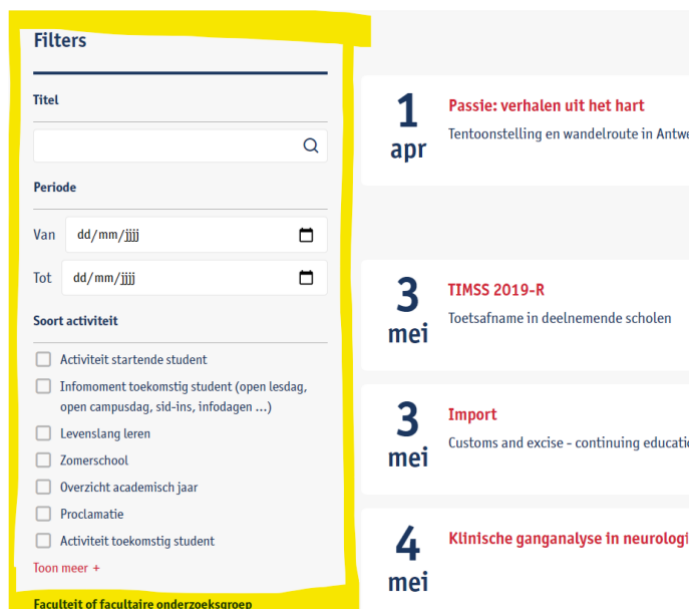 Filters
Titel
Periode
Van dd/mm/jjjj
Tot dd/mm/jjjj
Soort activiteit
Activiteit startende student
Infomoment toekomstig student (open lesdag,
open campusdag, sid-ins, infodagen ...)
Levenslang leren
Zomerschool
Overzicht academisch jaar
Proclamatie
Activiteit toekomstig student
Toon meer +
Faculteit of facultaire onderzoeksgroep
1
apr
Passie: verhalen uit het hart
Tentoonstelling en wandelroute in Antwe
3
mei
TIMSS 2019-R
Toetsafname in deelnemende scholen
3
mei
Import
Customs and excise - continuing educatio
4
mei
Klinische ganganalyse in neurologi